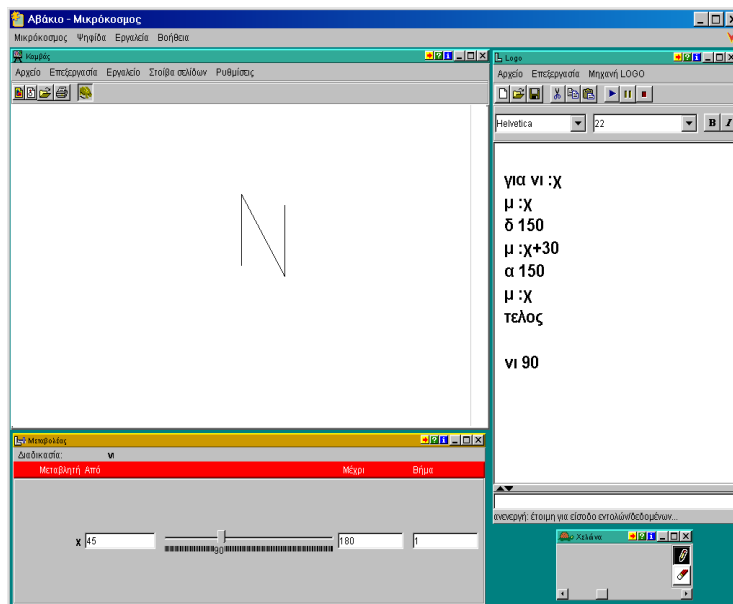 Αβάκιο - Μικρόκοσμος
Μικρόκοσμος Ψηφίδα Εργαλεία Βοήθεια
Καμβάς
Αρχείο Επεξεργασία Εργαλείο Στοίβα σελίδων Ρυθμίσεις
Logo
Αρχείο Επεξεργασία Μηχανή LOGO
Helvetica 22 B I
για νι :χ
μ :χ
δ 150
μ :χ+30
α 150
μ :χ
τελος
νι 90
ανενεργή: έτοιμη για είσοδο εντολών/δεδομένων...
Μεταβολέας
Διαδικασία: νι
Μεταβλητή Από Μέχρι Βήμα
x 45 90 180 1
Χελώνα